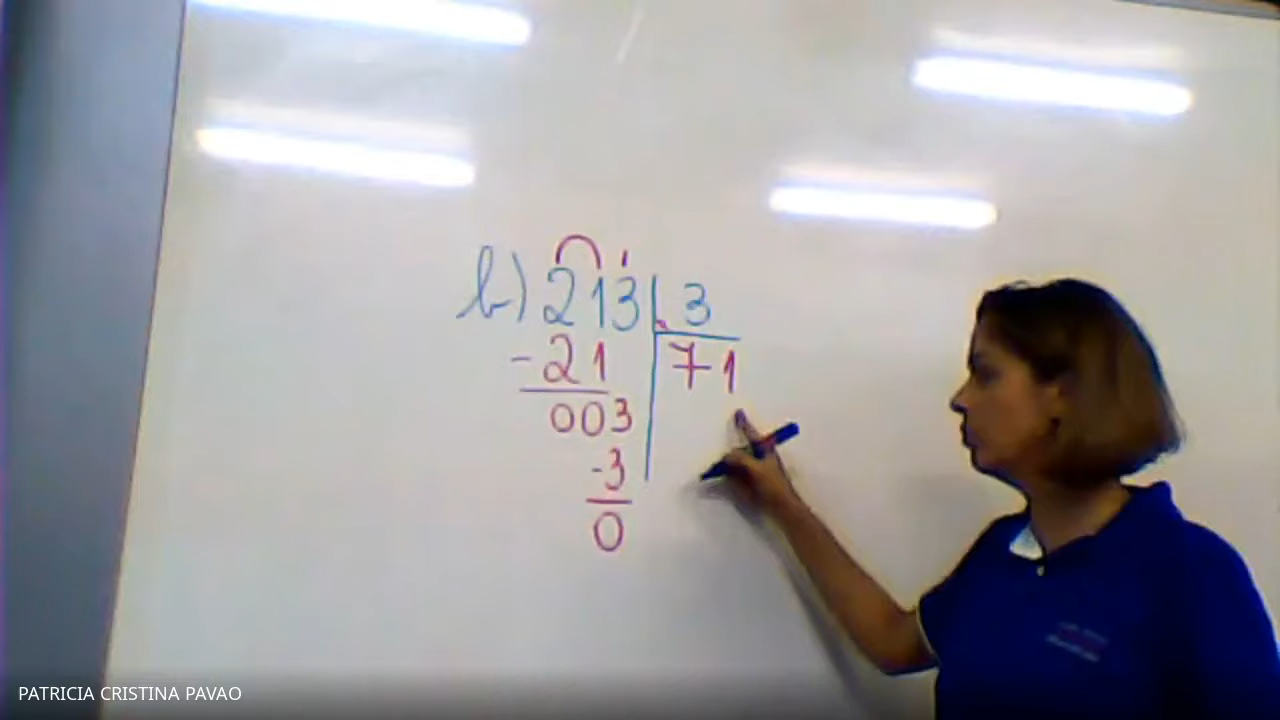 b) 213 3
-21 71
003
-3
0
PATRICIA CRISTINA PAVAO